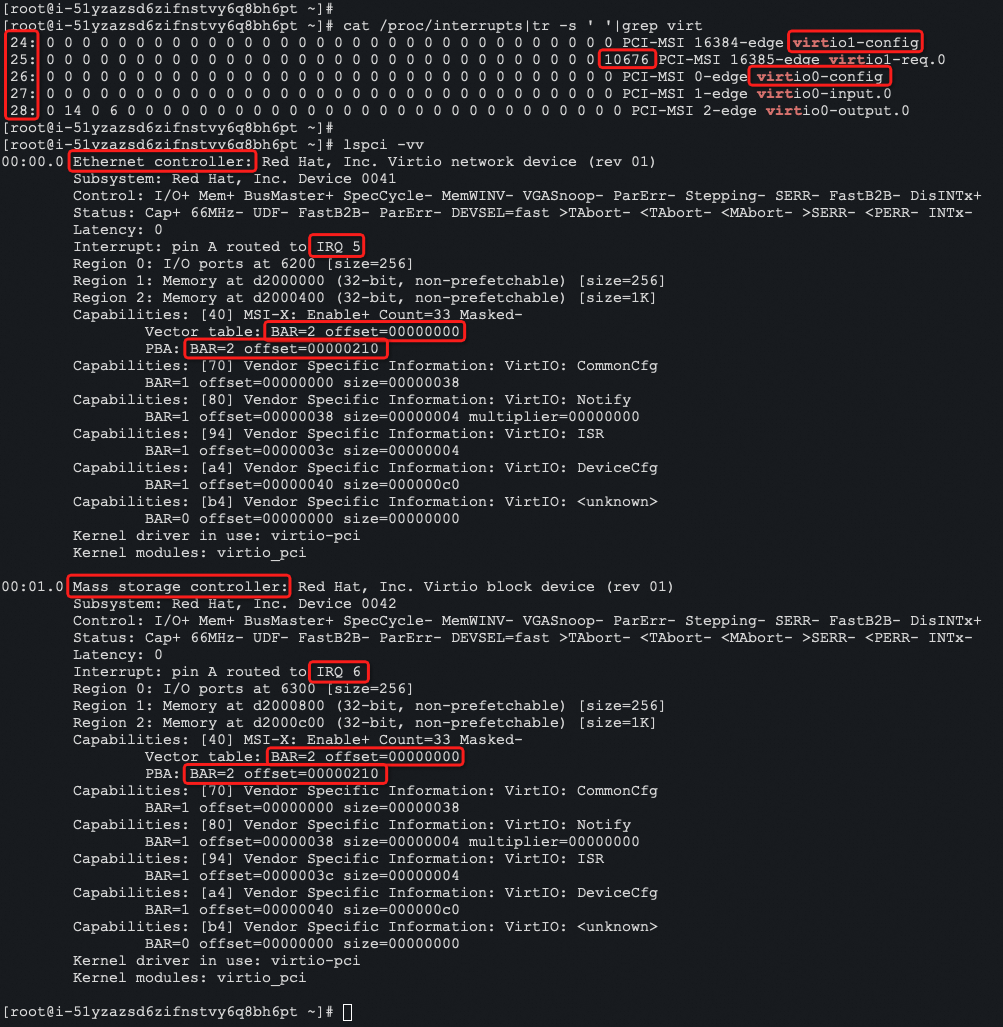 [root@i-51yzazsd6zifnstvy6q8bh6pt ~]#
[root@i-51yzazsd6zifnstvy6q8bh6pt ~]# cat /proc/interrupts|tr -s ' '|grep virt
24: 0 0 0 0 0 0 0 0 0 0 0 0 0 0 0 0 0 0 0 0 0 0 0 0 0 0 0 0 0 0 0 0 PCI-MSI 16384-edge virtio1-config
25: 0 0 0 0 0 0 0 0 0 0 0 0 0 0 0 0 0 0 0 0 0 0 0 0 0 0 0 0 0 0 0 10676 PCI-MSI 16385-edge virtio1-req.0
26: 0 0 0 0 0 0 0 0 0 0 0 0 0 0 0 0 0 0 0 0 0 0 0 0 0 0 0 0 0 0 0 0 PCI-MSI 0-edge virtio0-config
27: 0 0 0 0 0 0 0 0 0 0 0 0 0 0 0 0 0 0 0 0 0 0 0 0 0 0 0 0 0 0 0 0 PCI-MSI 1-edge virtio0-input.0
28: 0 14 0 6 0 0 0 0 0 0 0 0 0 0 0 0 0 0 0 0 0 0 0 0 0 0 0 0 0 0 0 0 PCI-MSI 2-edge virtio0-output.0
[root@i-51yzazsd6zifnstvy6q8bh6pt ~]#
[root@i-51yzazsd6zifnstvy6q8bh6pt ~]# lspci -vv
00:00.0 Ethernet controller: Red Hat, Inc. Virtio network device (rev 01)
Subsystem: Red Hat, Inc. Device 0041
Control: I/O+ Mem+ BusMaster+ SpecCycle- MemWINV- VGASnoop- ParErr- Stepping- SERR- FastB2B- DisINTx+
Status: Cap+ 66MHz- UDF- FastB2B- ParErr- DEVSEL=fast >TAbort- <TAbort- <MAbort- >SERR- <PERR- INTx-
Latency: 0
Interrupt: pin A routed to IRQ 5
Region 0: I/O ports at 6200 [size=256]
Region 1: Memory at d2000000 (32-bit, non-prefetchable) [size=256]
Region 2: Memory at d2000400 (32-bit, non-prefetchable) [size=1K]
Capabilities: [40] MSI-X: Enable+ Count=33 Masked-
Vector table: BAR=2 offset=00000000
PBA: BAR=2 offset=00000210
Capabilities: [70] Vendor Specific Information: VirtIO: CommonCfg
BAR=1 offset=00000000 size=00000038
Capabilities: [80] Vendor Specific Information: VirtIO: Notify
BAR=1 offset=00000038 size=00000004 multiplier=00000000
Capabilities: [94] Vendor Specific Information: VirtIO: ISR
BAR=1 offset=0000003c size=00000004
Capabilities: [a4] Vendor Specific Information: VirtIO: DeviceCfg
BAR=1 offset=00000040 size=000000c0
Capabilities: [b4] Vendor Specific Information: VirtIO: <unknown>
BAR=0 offset=00000000 size=00000000
Kernel driver in use: virtio-pci
Kernel modules: virtio_pci
00:01.0 Mass storage controller: Red Hat, Inc. Virtio block device (rev 01)
Subsystem: Red Hat, Inc. Device 0042
Control: I/O+ Mem+ BusMaster+ SpecCycle- MemWINV- VGASnoop- ParErr- Stepping- SERR- FastB2B- DisINTx+
Status: Cap+ 66MHz- UDF- FastB2B- ParErr- DEVSEL=fast >TAbort- <TAbort- <MAbort- >SERR- <PERR- INTx-
Latency: 0
Interrupt: pin A routed to IRQ 6
Region 0: I/O ports at 6300 [size=256]
Region 1: Memory at d2000800 (32-bit, non-prefetchable) [size=256]
Region 2: Memory at d2000c00 (32-bit, non-prefetchable) [size=1K]
Capabilities: [40] MSI-X: Enable+ Count=33 Masked-
Vector table: BAR=2 offset=00000000
PBA: BAR=2 offset=00000210
Capabilities: [70] Vendor Specific Information: VirtIO: CommonCfg
BAR=1 offset=00000000 size=00000038
Capabilities: [80] Vendor Specific Information: VirtIO: Notify
BAR=1 offset=00000038 size=00000004 multiplier=00000000
Capabilities: [94] Vendor Specific Information: VirtIO: ISR
BAR=1 offset=0000003c size=00000004
Capabilities: [a4] Vendor Specific Information: VirtIO: DeviceCfg
BAR=1 offset=00000040 size=000000c0
Capabilities: [b4] Vendor Specific Information: VirtIO: <unknown>
BAR=0 offset=00000000 size=00000000
Kernel driver in use: virtio-pci
Kernel modules: virtio_pci
[root@i-51yzazsd6zifnstvy6q8bh6pt ~]#